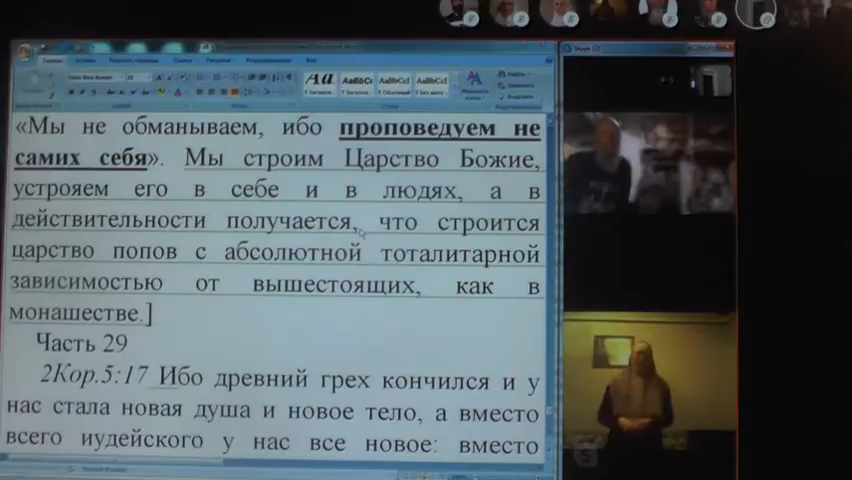 «Мы не обманываем, ибо проповедуем не
самих себя». Мы строим Царство Божие,
устрояем его в себе и в людях, а в
действительности получается, что строится
царство попов с абсолютной тоталитарной
зависимостью от вышестоящих, как в
монашестве.]
Часть 29
2Кор.5:17 Ибо древний грех кончился и у
нас стала новая душа и новое тело, а вместо
всего иудейского у нас все новое: вместо